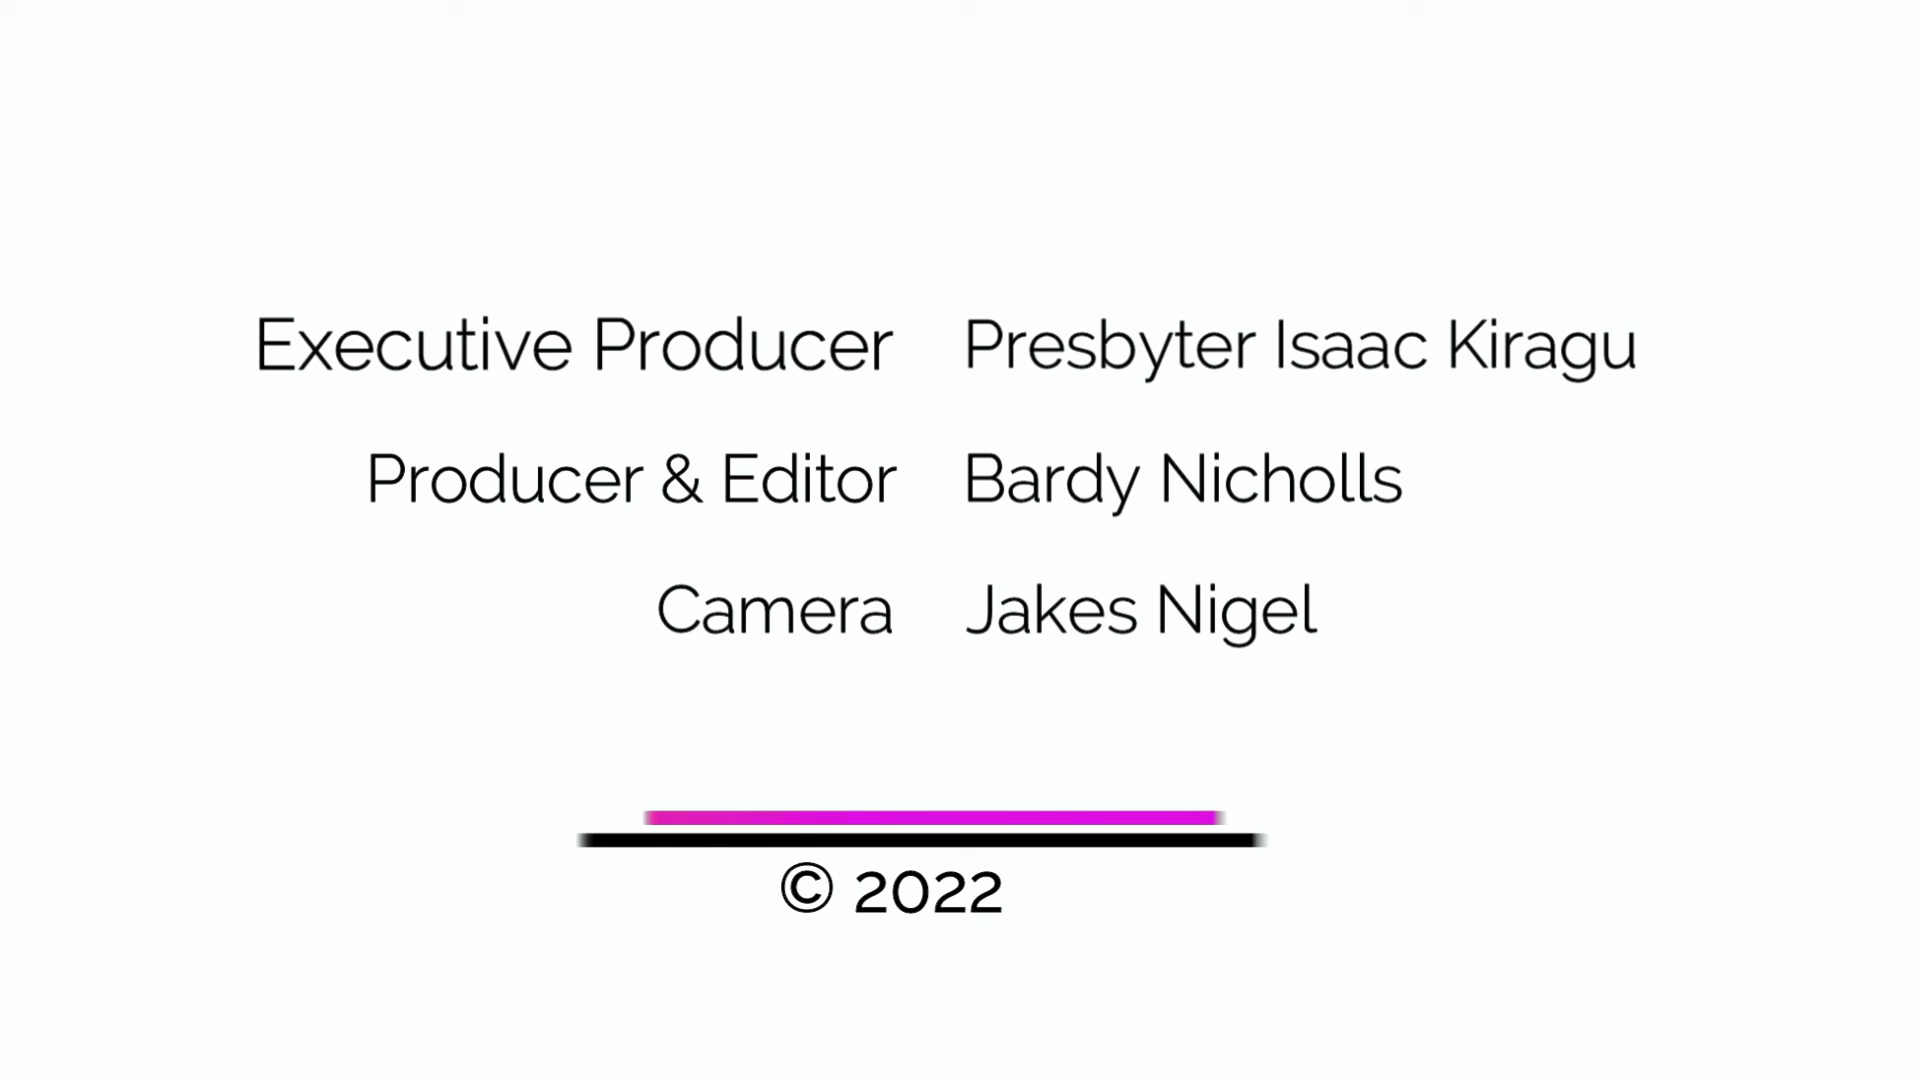 Executive Producer Presbyter Isaac Kiragu
Producer & Editor Bardy Nicholls
Camera Jakes Nigel
© 2022